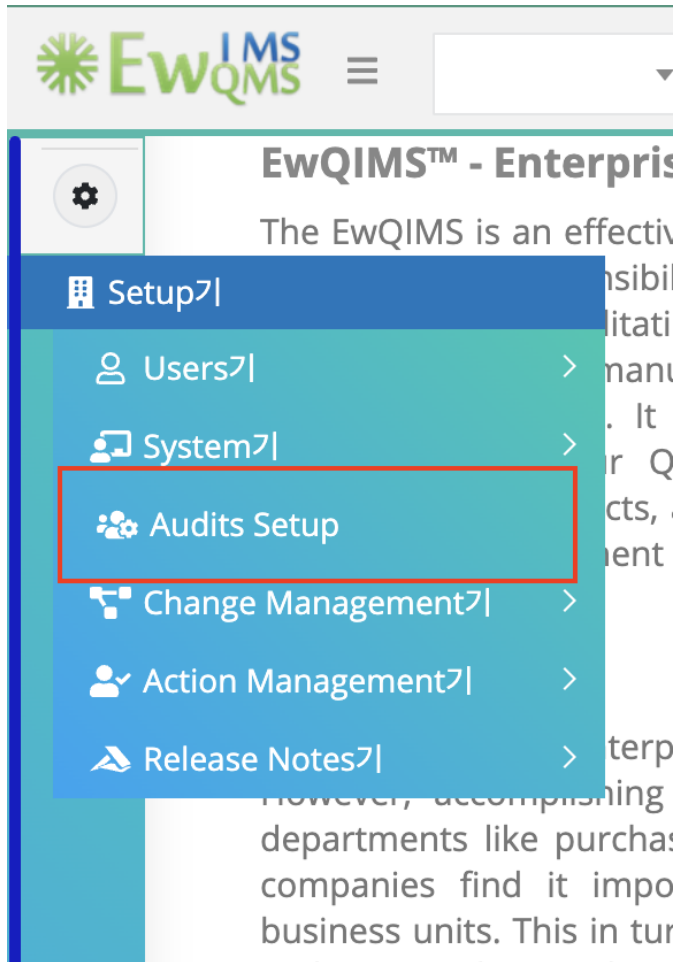 EwQIMS
QMS
EwQIMS™ - Enterpris
The EwQIMS is an effectiv
Setup기
nsibil
litati
Users기
manu
. It
System기
ur Q
cts,
Audits Setup
ment
Change Management기
Action Management기
Release Notes기
terp
However, accomplishing
departments like purchas
companies find it impo
business units. This in tur